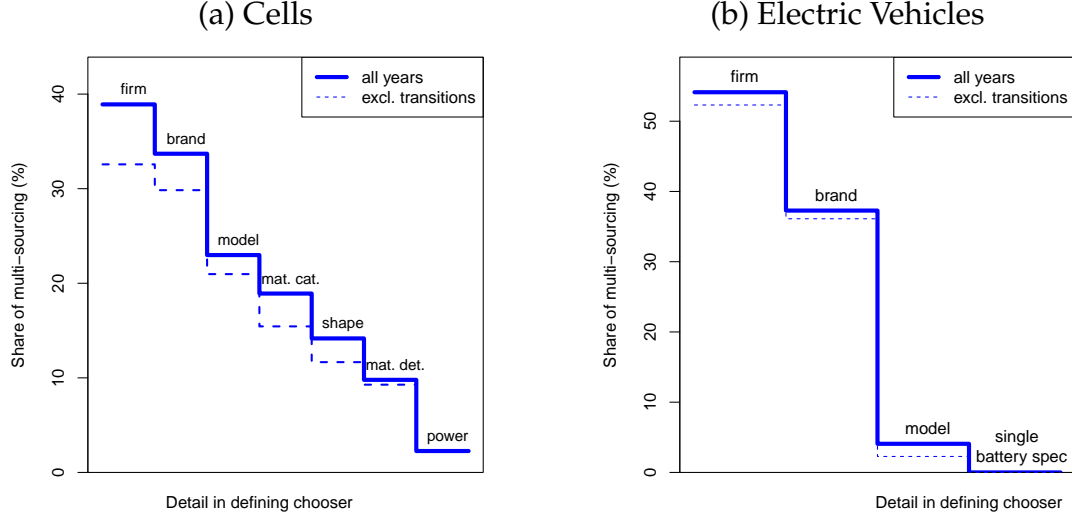 (a) Cells
all years
excl. transitions
firm
brand
model
mat. cat.
shape
mat. det.
power
0
10
20
30
40
Share of multi−sourcing (%)
Detail in defining chooser
(b) Electric Vehicles
all years
excl. transitions
firm
brand
model
single
battery spec
0
10
20
30
40
50
Share of multi−sourcing (%)
Detail in defining chooser